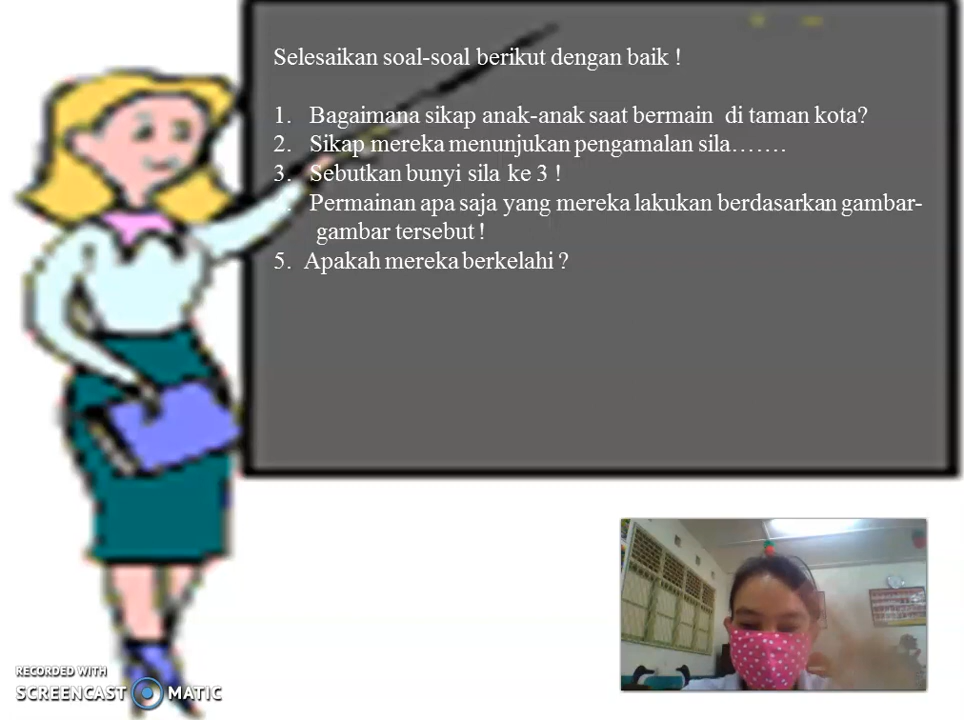 Selesaikan soal-soal berikut dengan baik !
1. Bagaimana sikap anak-anak saat bermain di taman kota?
2. Sikap mereka menunjukan pengamalan sila…….
3. Sebutkan bunyi sila ke 3 !
. Permainan apa saja yang mereka lakukan berdasarkan gambar-
gambar tersebut !
5. Apakah mereka berkelahi ?
RECORDED WITH
SCREENCAST MATIC